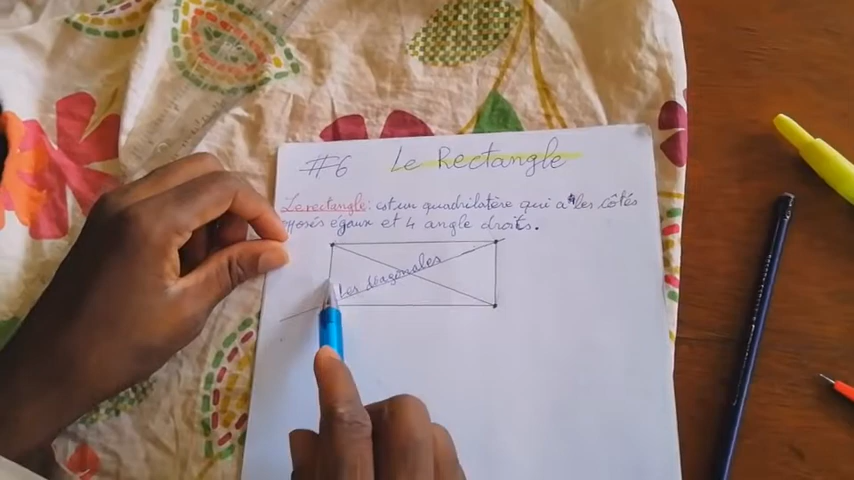 #6 Le Rectangle
Le rectangle: est un quadrilatère qui a les côtés
opposés égaux et 4 angle droits.
Les diagonales